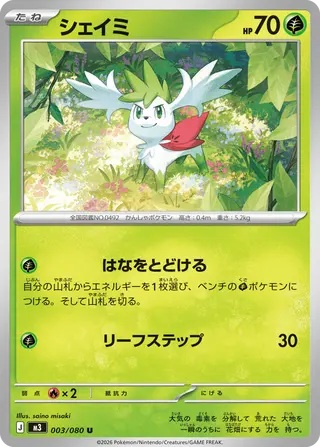 たね シェイミ HP70
全国図鑑NO.0492 かんしゃポケモン 高さ:0.4m 重さ:5.2kg
はなをとどける
自分の山札からエネルギーを1枚選び、ベンチのポケモンに
つける。そして山札を切る。
リーフステップ 30
弱点 ×2 抵抗力 にげる
Illus. saino misaki
J m3 003/080 U
大気の 毒素を 分解して 荒れた 大地を
一瞬のうちに 花畑にする 力を 持つ。
©2026 Pokémon/Nintendo/Creatures/GAME FREAK.